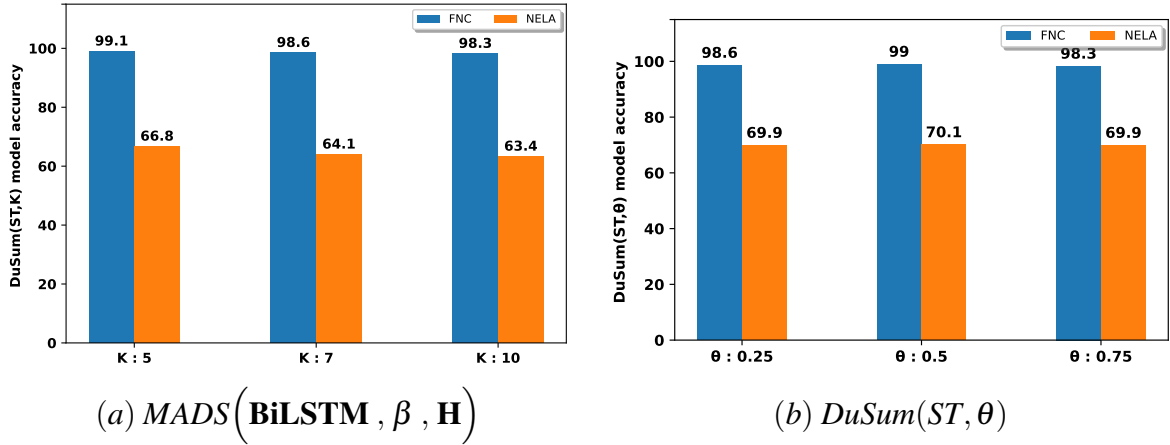 FNC NELA
DuSum(ST,K) model accuracy
100
80
60
40
20
0
99.1 98.6 98.3
66.8 64.1 63.4
K : 5 K : 7 K : 10
(a) MADS(BiLSTM , β , H)
FNC NELA
DuSum(ST,θ) model accuracy
100
80
60
40
20
0
98.6 99 98.3
69.9 70.1 69.9
θ : 0.25 θ : 0.5 θ : 0.75
(b) DuSum(ST, θ)